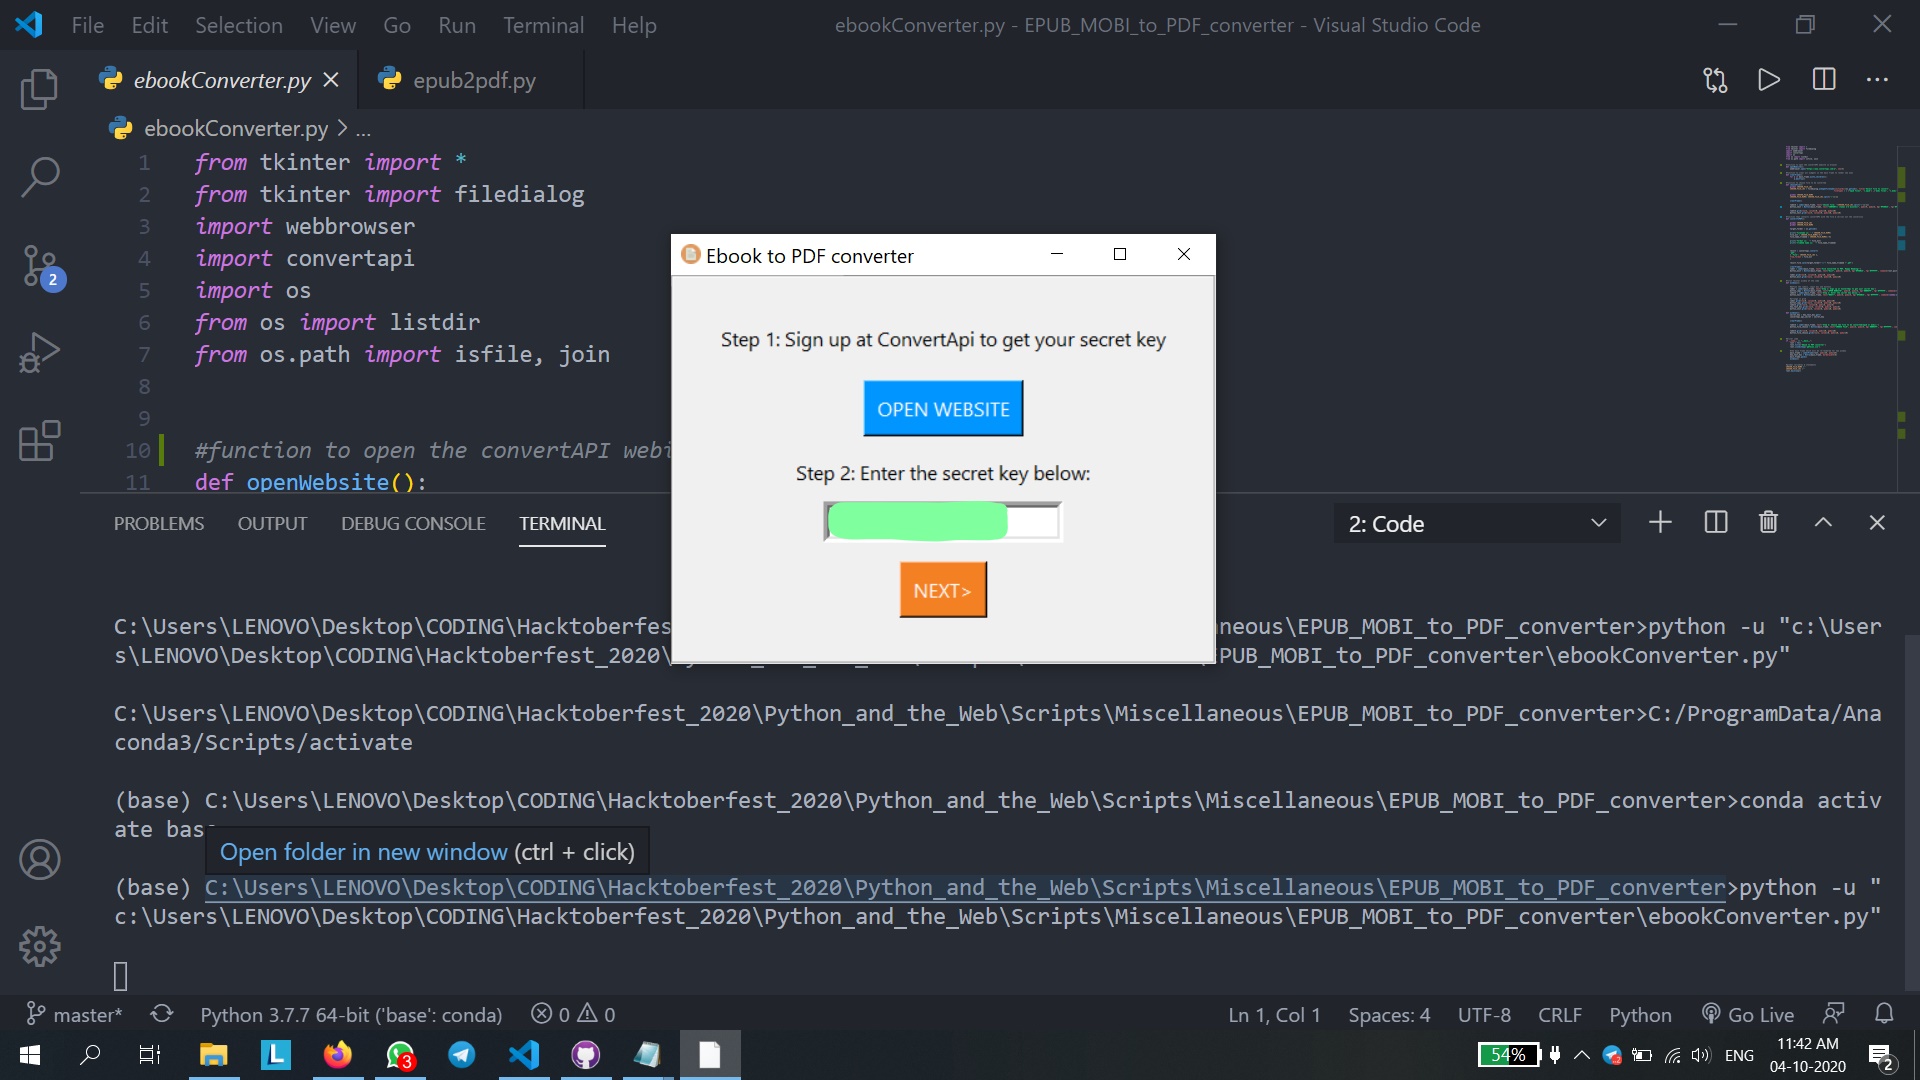 File Edit Selection View Go Run Terminal Help
ebookConverter.py - EPUB_MOBI_to_PDF_converter - Visual Studio Code
ebookConverter.py
epub2pdf.py
ebookConverter.py > ...
1 from tkinter import *
2 from tkinter import filedialog
3 import webbrowser
4 import convertapi
5 import os
6 from os import listdir
7 from os.path import isfile, join
8
9
10 #function to open the convertAPI webi
11 def openWebsite():
2
Ebook to PDF converter
Step 1: Sign up at ConvertApi to get your secret key
OPEN WEBSITE
Step 2: Enter the secret key below:
NEXT>
PROBLEMS OUTPUT DEBUG CONSOLE TERMINAL
2: Code
C:\Users\LENOVO\Desktop\CODING\Hacktoberfes
neous\EPUB_MOBI_to_PDF_converter>python -u "c:\User
s\LENOVO\Desktop\CODING\Hacktoberfest_2020\
PUB_MOBI_to_PDF_converter\ebookConverter.py"
C:\Users\LENOVO\Desktop\CODING\Hacktoberfest_2020\Python_and_the_Web\Scripts\Miscellaneous\EPUB_MOBI_to_PDF_converter>C:/ProgramData/Ana
conda3/Scripts/activate
(base) C:\Users\LENOVO\Desktop\CODING\Hacktoberfest_2020\Python_and_the_Web\Scripts\Miscellaneous\EPUB_MOBI_to_PDF_converter>conda activ
ate bas
Open folder in new window (ctrl + click)
(base) C:\Users\LENOVO\Desktop\CODING\Hacktoberfest_2020\Python_and_the_Web\Scripts\Miscellaneous\EPUB_MOBI_to_PDF_converter>python -u "
c:\Users\LENOVO\Desktop\CODING\Hacktoberfest_2020\Python_and_the_Web\Scripts\Miscellaneous\EPUB_MOBI_to_PDF_converter\ebookConverter.py"
master* Python 3.7.7 64-bit ('base': conda) 0 0
Ln 1, Col 1 Spaces: 4 UTF-8 CRLF Python Go Live
L
3
54%
ENG
11:42 AM
04-10-2020
2